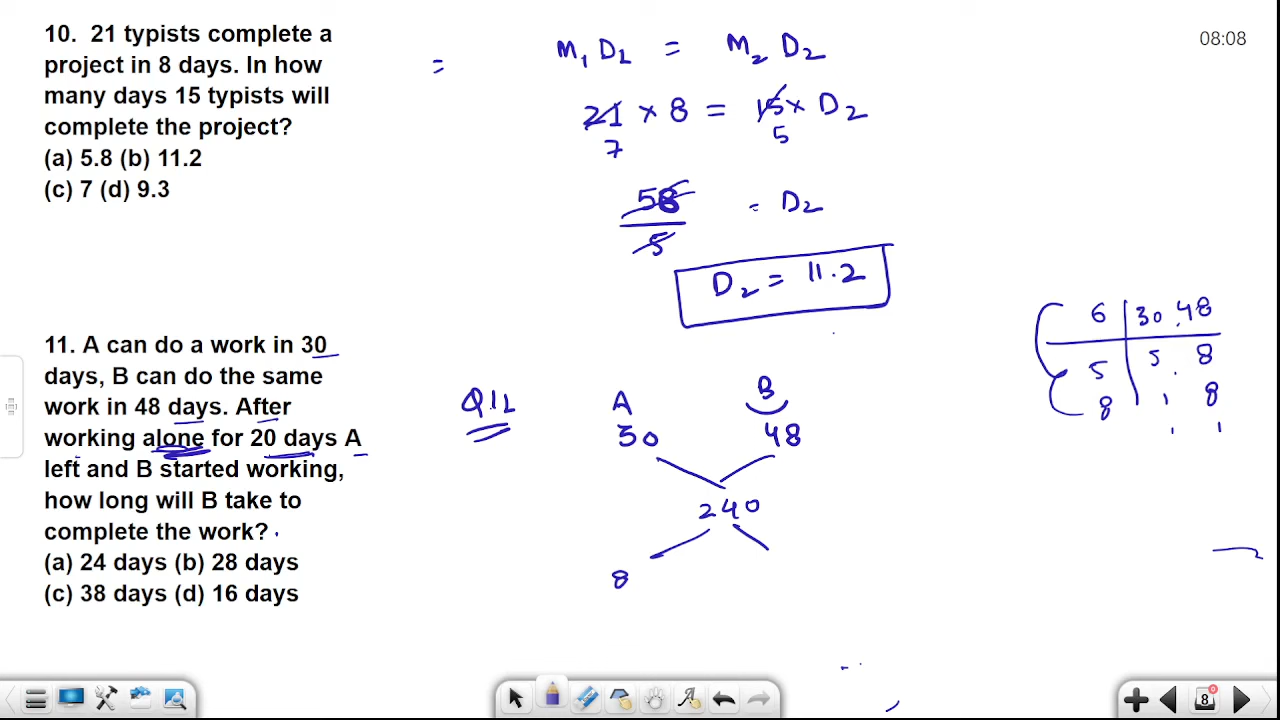 10. 21 typists complete a
project in 8 days. In how
many days 15 typists will
complete the project?
(a) 5.8 (b) 11.2
(c) 7 (d) 9.3
=
M1 D2 = M2 D2
21 × 8 = 15 × D2
7 5
56
5
= D2
D2 = 11.2
08:08
11. A can do a work in 30
days, B can do the same
work in 48 days. After
working alone for 20 days A
left and B started working,
how long will B take to
complete the work?
(a) 24 days (b) 28 days
(c) 38 days (d) 16 days
Q11
A B
30 48
240
8
6 30, 48
5 5, 8
8 1, 8
1, 1
8